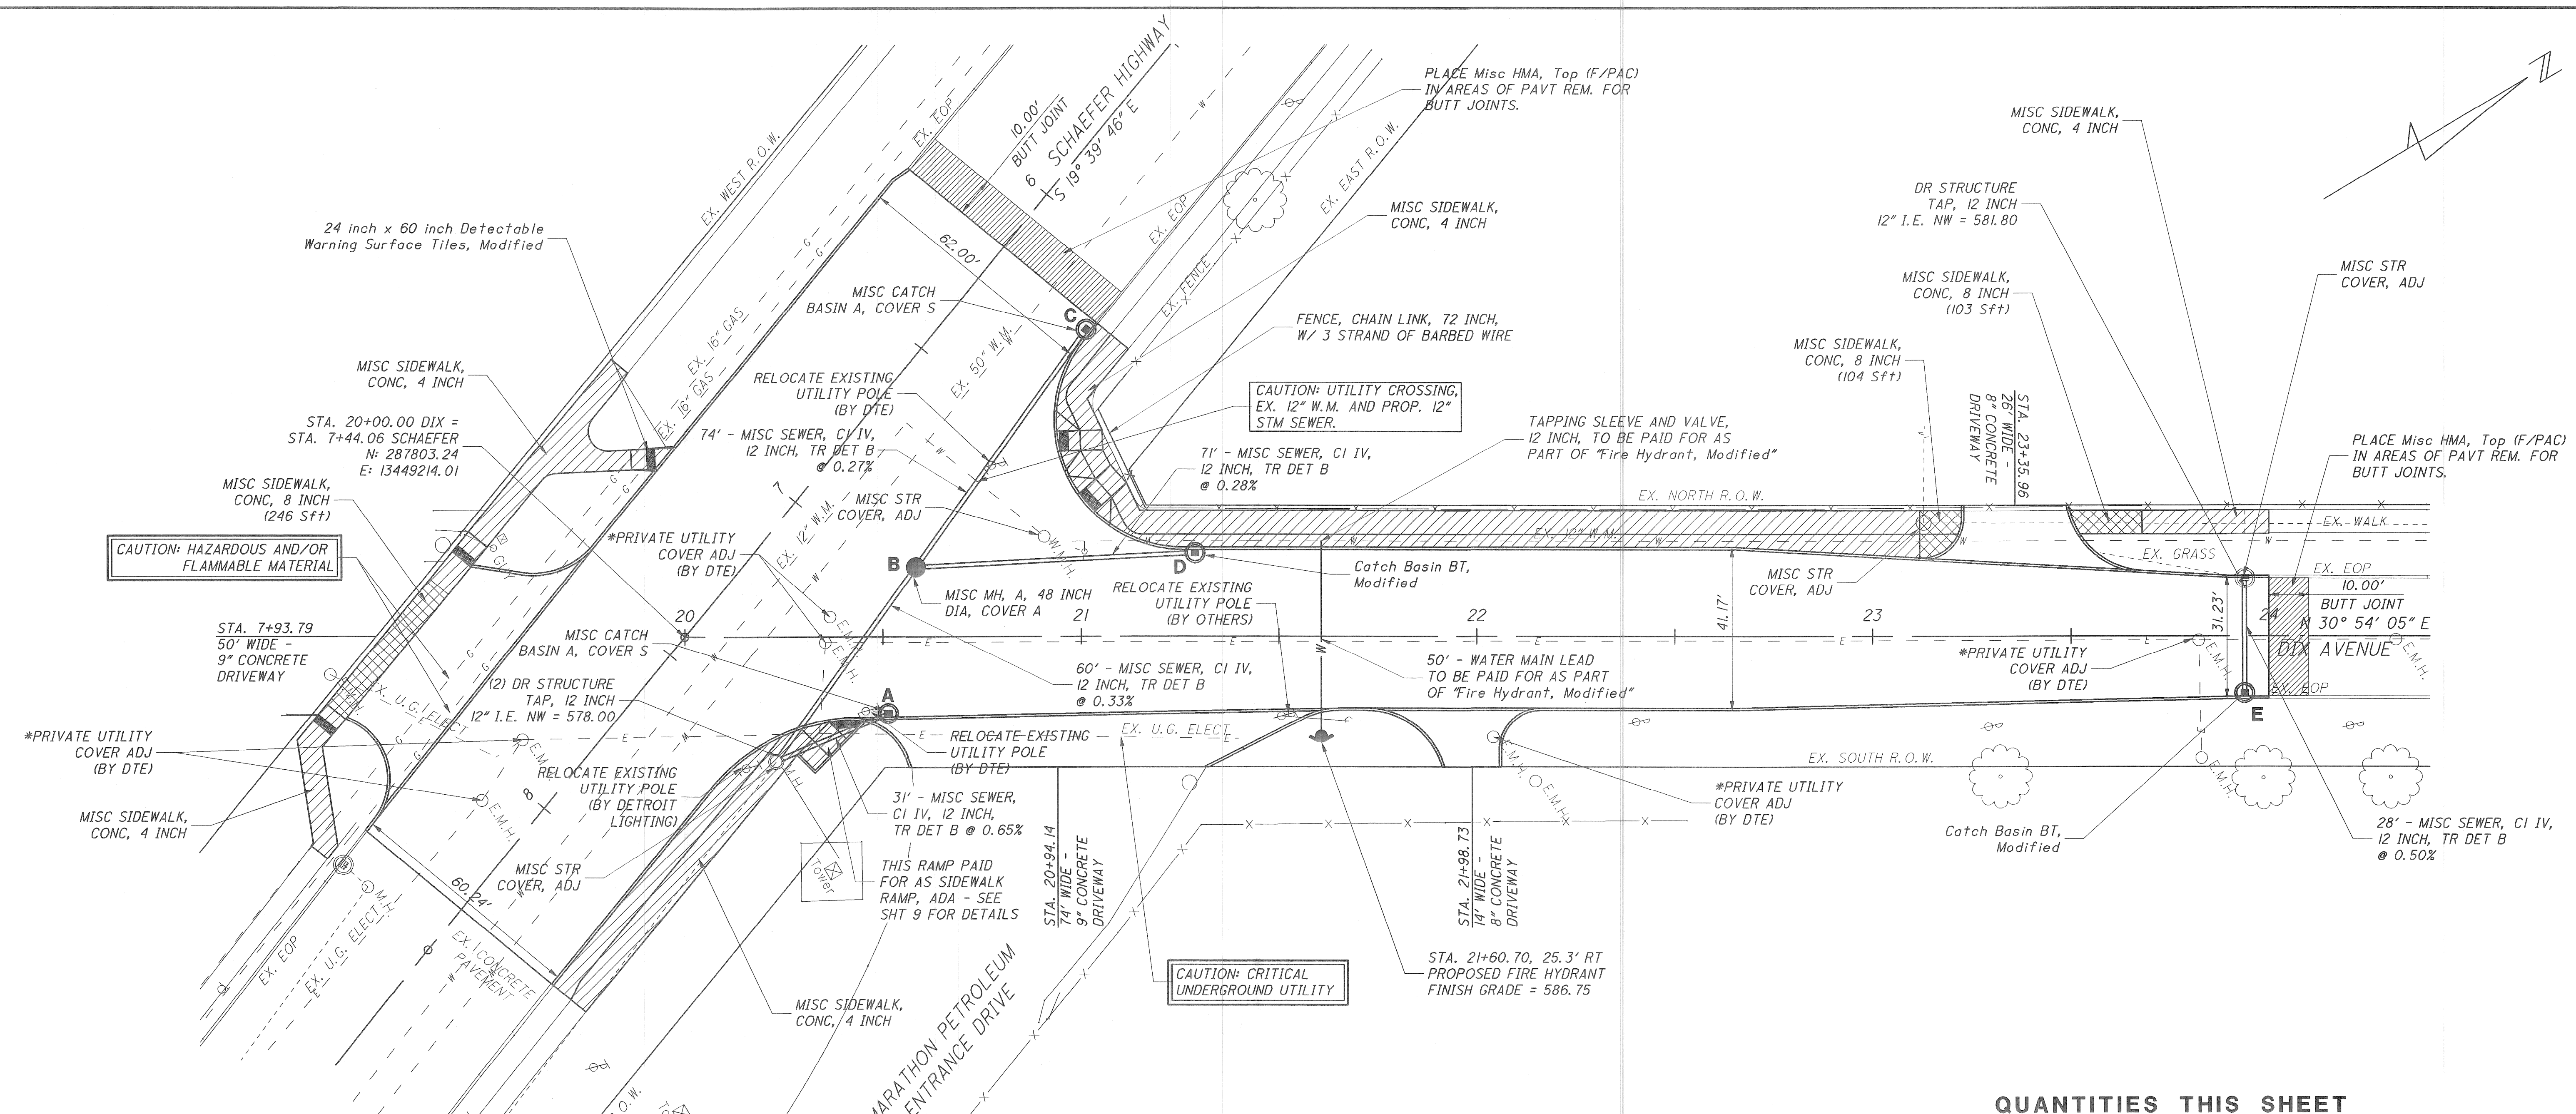 SCHAEFER HIGHWAY
S 19° 39' 46" E
10.00'
BUTT JOINT
6
PLACE Misc HMA, Top (F/PAC)
IN AREAS OF PAVT REM. FOR
BUTT JOINTS.
EX. EOP
EX. WEST R.O.W.
EX. EOP
EX. FENCE
EX. EAST R.O.W.
MISC SIDEWALK,
CONC, 4 INCH
MISC SIDEWALK,
CONC, 4 INCH
DR STRUCTURE
TAP, 12 INCH
12" I.E. NW = 581.80
MISC STR
COVER, ADJ
MISC SIDEWALK,
CONC, 8 INCH
(103 Sft)
MISC SIDEWALK,
CONC, 8 INCH
(104 Sft)
STA. 23+35.96
26' WIDE -
8" CONCRETE
DRIVEWAY
PLACE Misc HMA, Top (F/PAC)
IN AREAS OF PAVT REM. FOR
BUTT JOINTS.
24 inch x 60 inch Detectable
Warning Surface Tiles, Modified
62.00'
MISC CATCH
BASIN A, COVER S
C
FENCE, CHAIN LINK, 72 INCH,
W/ 3 STRAND OF BARBED WIRE
EX. 16" GAS
EX. 16" GAS
EX. 50" W.M.
MISC SIDEWALK,
CONC, 4 INCH
RELOCATE EXISTING
UTILITY POLE
(BY DTE)
CAUTION: UTILITY CROSSING,
EX. 12" W.M. AND PROP. 12"
STM SEWER.
TAPPING SLEEVE AND VALVE,
12 INCH, TO BE PAID FOR AS
PART OF "Fire Hydrant, Modified"
STA. 20+00.00 DIX =
STA. 7+44.06 SCHAEFER
N: 287803.24
E: 13449214.01
74' - MISC SEWER, Cl IV,
12 INCH, TR DET B
@ 0.27%
71' - MISC SEWER, Cl IV,
12 INCH, TR DET B
@ 0.28%
MISC SIDEWALK,
CONC, 8 INCH
(246 Sft)
7
MISC STR
COVER, ADJ
EX. NORTH R.O.W.
EX. 12" W.M.
EX. WALK
EX. GRASS
EX. EOP
CAUTION: HAZARDOUS AND/OR
FLAMMABLE MATERIAL
GUY
*PRIVATE UTILITY
COVER ADJ
(BY DTE)
EX. 12" W.M.
W.M.H.
B
D
Catch Basin BT,
Modified
MISC STR
COVER, ADJ
MISC MH, A, 48 INCH
DIA, COVER A
RELOCATE EXISTING
UTILITY POLE
(BY OTHERS)
10.00'
BUTT JOINT
N 30° 54' 05" E
DIX AVENUE
20
21
22
23
24
41.17'
31.23'
E.M.H.
E.M.H.
E.M.H.
E.M.H.
STA. 7+93.79
50' WIDE -
9" CONCRETE
DRIVEWAY
MISC CATCH
BASIN A, COVER S
60' - MISC SEWER, Cl IV,
12 INCH, TR DET B
@ 0.33%
50' - WATER MAIN LEAD
TO BE PAID FOR AS PART
OF "Fire Hydrant, Modified"
*PRIVATE UTILITY
COVER ADJ
(BY DTE)
(2) DR STRUCTURE
TAP, 12 INCH
12" I.E. NW = 578.00
A
E
EX. EOP
EX. U.G. ELECT
EX. U.G. ELECT
EX. SOUTH R.O.W.
*PRIVATE UTILITY
COVER ADJ
(BY DTE)
E.M.H.
E.M.H.
RELOCATE EXISTING
UTILITY POLE
(BY DTE)
RELOCATE EXISTING
UTILITY POLE
(BY DETROIT
LIGHTING)
M.H.
E.M.H.
E.M.H.
E.M.H.
8
*PRIVATE UTILITY
COVER ADJ
(BY DTE)
MISC SIDEWALK,
CONC, 4 INCH
31' - MISC SEWER,
Cl IV, 12 INCH,
TR DET B @ 0.65%
Catch Basin BT,
Modified
28' - MISC SEWER, Cl IV,
12 INCH, TR DET B
@ 0.50%
STA. 20+94.14
74' WIDE -
9" CONCRETE
DRIVEWAY
STA. 21+98.73
14' WIDE -
8" CONCRETE
DRIVEWAY
MISC STR
COVER, ADJ
Tower
THIS RAMP PAID
FOR AS SIDEWALK
RAMP, ADA - SEE
SHT 9 FOR DETAILS
60.24'
M.H.
EX. U.G. ELECT
EX. EOP
EX. CONCRETE
PAVEMENT
MISC SIDEWALK,
CONC, 4 INCH
MARATHON PETROLEUM
ENTRANCE DRIVE
CAUTION: CRITICAL
UNDERGROUND UTILITY
STA. 21+60.70, 25.3' RT
PROPOSED FIRE HYDRANT
FINISH GRADE = 586.75
QUANTITIES THIS SHEET